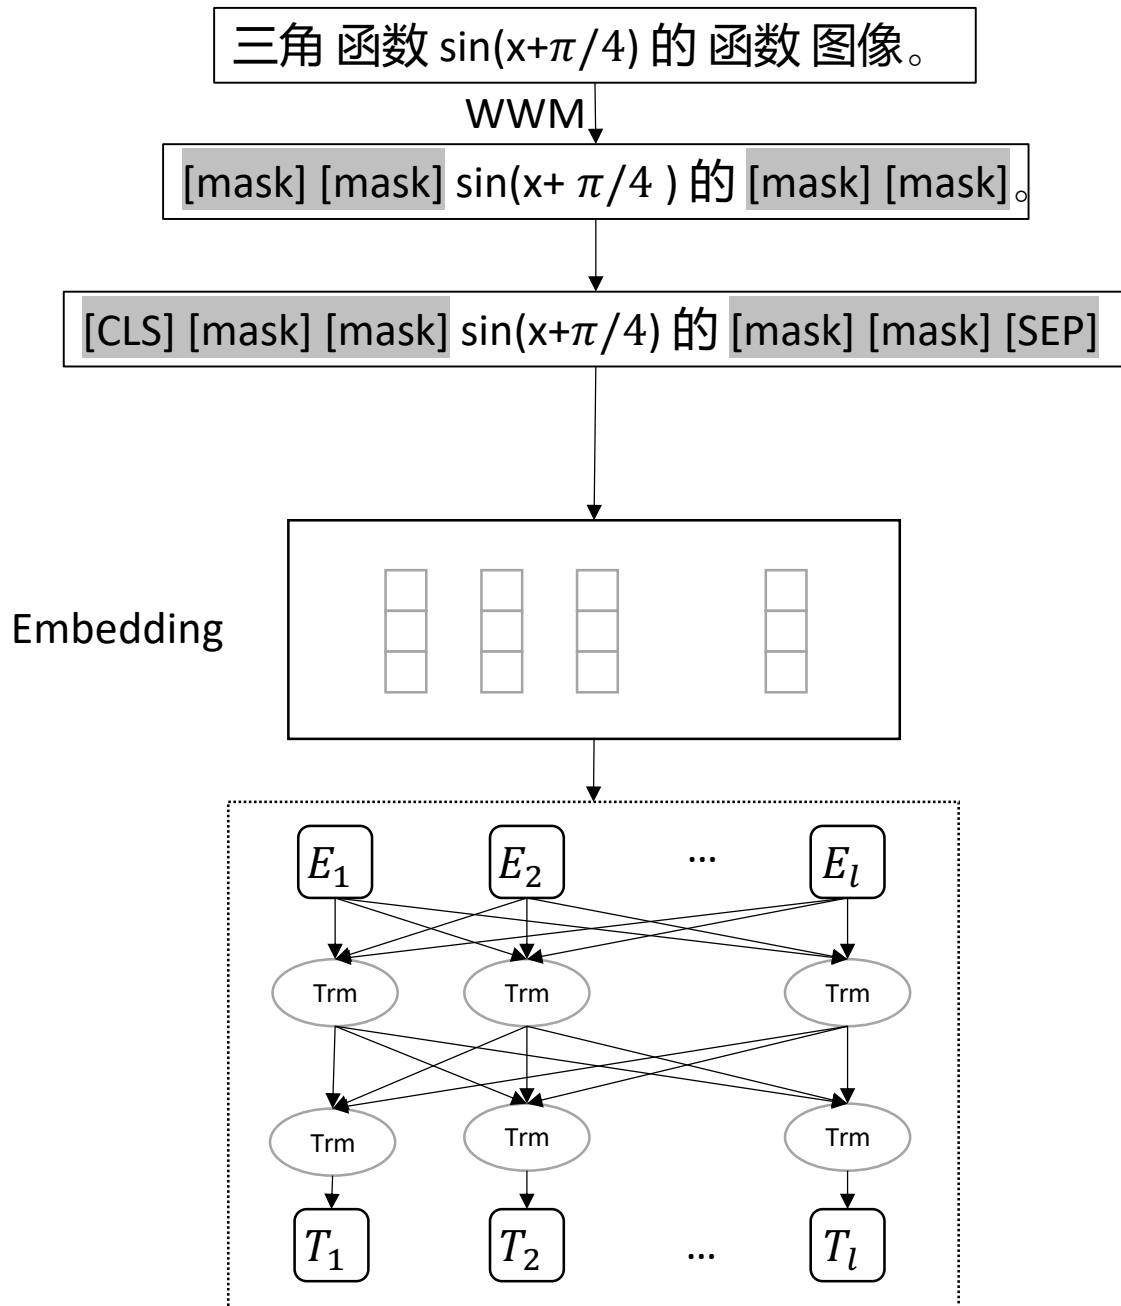 三角 函数 sin(x+π/4) 的 函数 图像。
WWM
[mask] [mask] sin(x+ π/4 ) 的 [mask] [mask]。
[CLS] [mask] [mask] sin(x+π/4) 的 [mask] [mask] [SEP]
Embedding
E₁ E₂ … Eₗ
Trm Trm Trm
Trm Trm Trm
T₁ T₂ … Tₗ